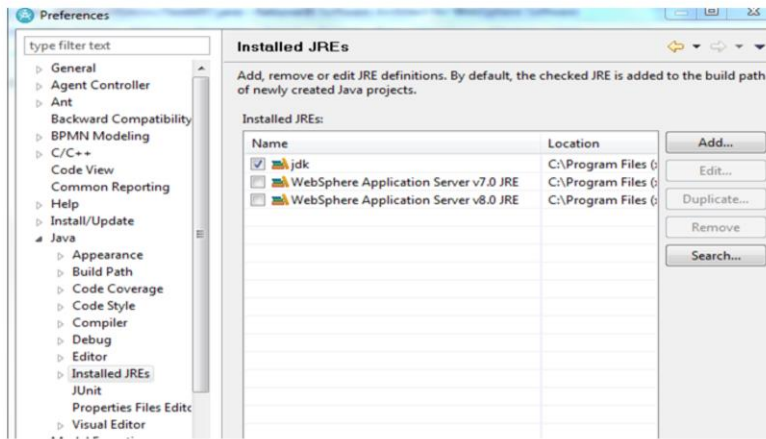 Preferences
type filter text
General
Agent Controller
Ant
Backward Compatibility
BPMN Modeling
C/C++
Code View
Common Reporting
Help
Install/Update
Java
Appearance
Build Path
Code Coverage
Code Style
Compiler
Debug
Editor
Installed JREs
JUnit
Properties Files Edito
Visual Editor
Installed JREs
Add, remove or edit JRE definitions. By default, the checked JRE is added to the build path
of newly created Java projects.
Installed JREs:
Name Location
jdk C:\Program Files (
WebSphere Application Server v7.0 JRE C:\Program Files (
WebSphere Application Server v8.0 JRE C:\Program Files (
Add...
Edit...
Duplicate...
Remove
Search...